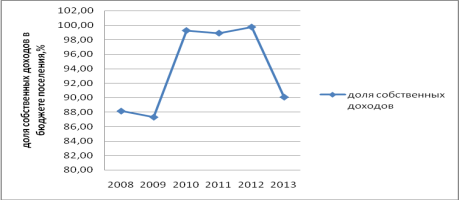 доля собственных доходов в
бюджете поселения,%
102,00
100,00
98,00
96,00
94,00
92,00
90,00
88,00
86,00
84,00
82,00
80,00
2008 2009 2010 2011 2012 2013
доля собственных
доходов